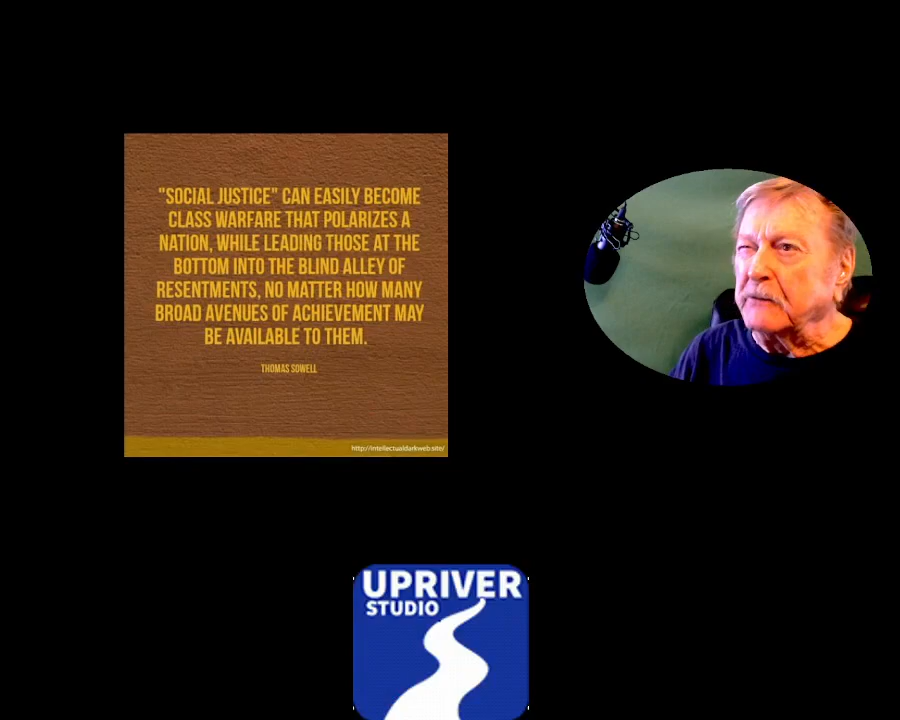 "SOCIAL JUSTICE" CAN EASILY BECOME
CLASS WARFARE THAT POLARIZES A
NATION, WHILE LEADING THOSE AT THE
BOTTOM INTO THE BLIND ALLEY OF
RESENTMENTS, NO MATTER HOW MANY
BROAD AVENUES OF ACHIEVEMENT MAY
BE AVAILABLE TO THEM.
THOMAS SOWELL
http://intellectualdarkweb.site/
UPRIVER
STUDIO